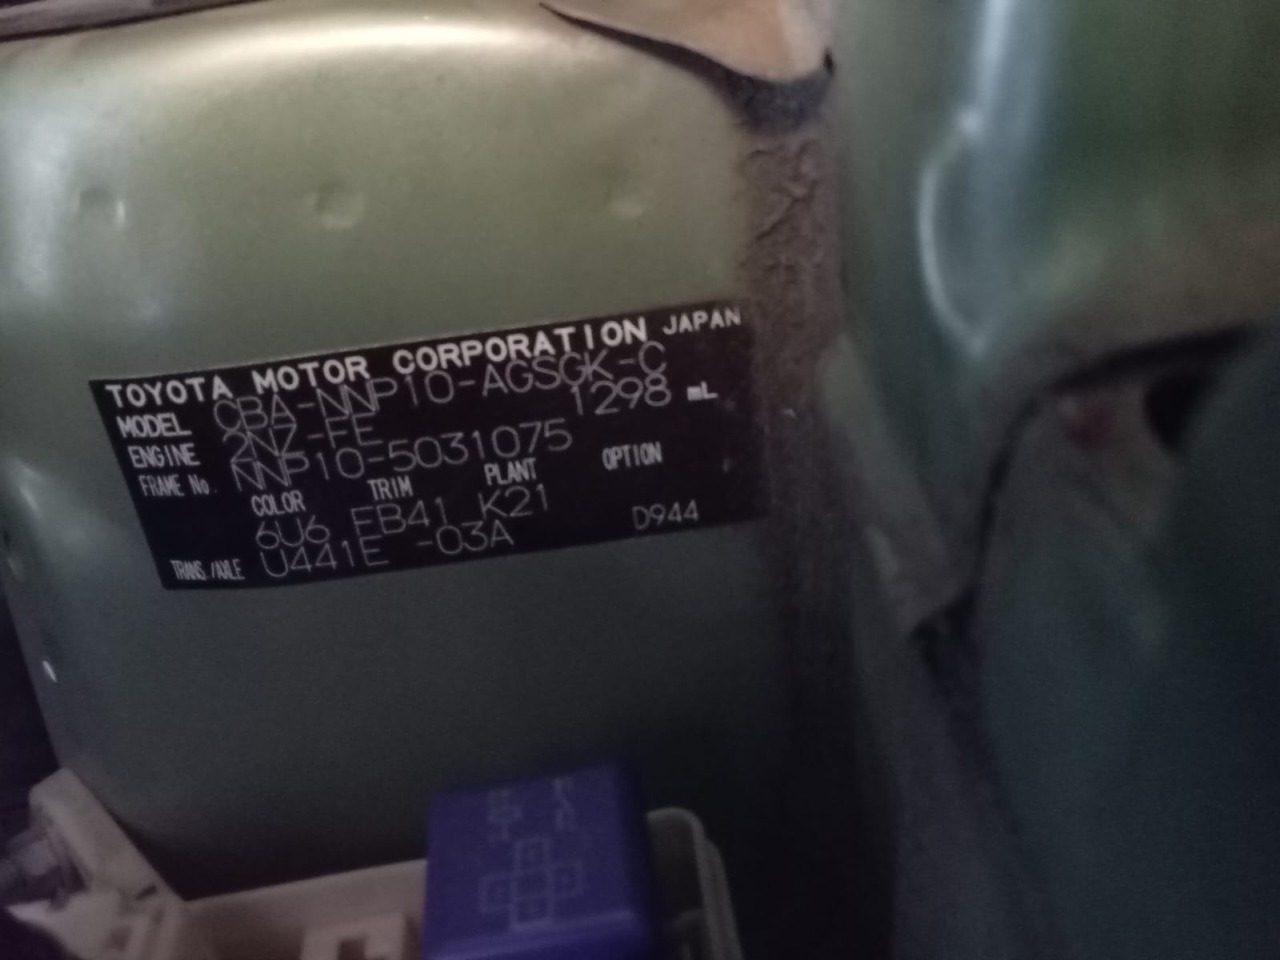 TOYOTA MOTOR CORPORATION JAPAN
MODEL CBA-NNP10-AGSGK-C
ENGINE 2NZ-FE 1298 mL
FRAME No. NNP10-5031075
COLOR TRIM PLANT OPTION
6U6 EB41 K21
TRANS./AXLE U441E -03A D944